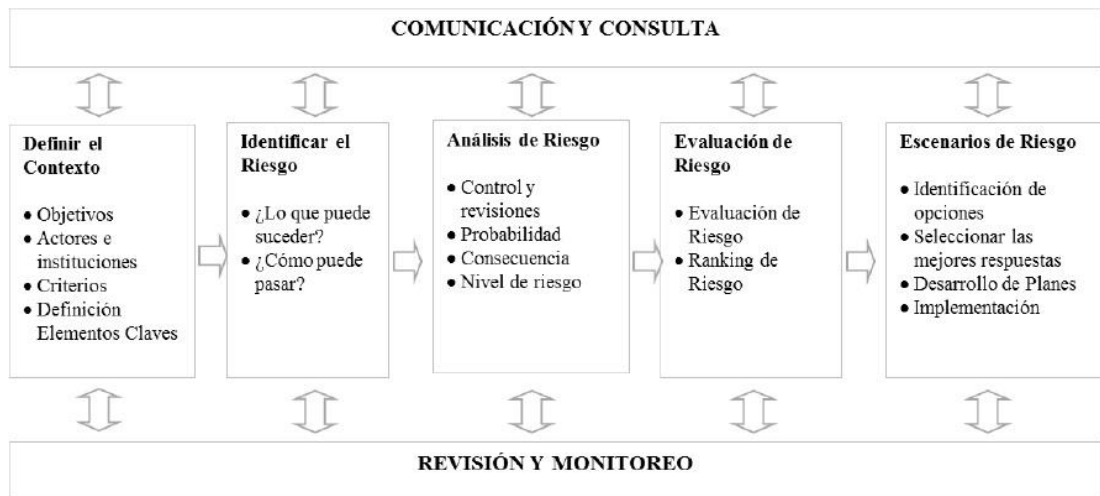 COMUNICACIÓN Y CONSULTA
Definir el
Contexto
• Objetivos
• Actores e
instituciones
• Criterios
• Definición
Elementos Claves
Identificar el
Riesgo
• ¿Lo que puede
suceder?
• ¿Cómo puede
pasar?
Análisis de Riesgo
• Control y
revisiones
• Probabilidad
• Consecuencia
• Nivel de riesgo
Evaluación de
Riesgo
• Evaluación de
Riesgo
• Ranking de
Riesgo
Escenarios de Riesgo
• Identificación de
opciones
• Seleccionar las
mejores respuestas
• Desarrollo de Planes
• Implementación
REVISIÓN Y MONITOREO